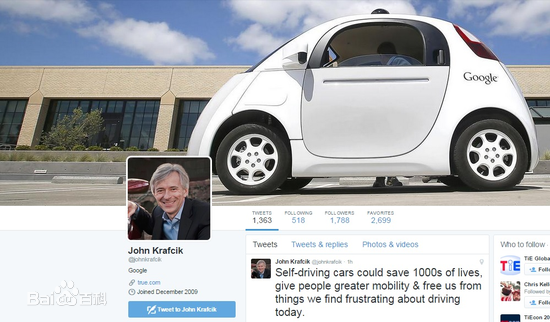 Google
TWEETS FOLLOWING FOLLOWERS FAVORITES
1,363 518 1,788 2,699
John Krafcik
@johnkrafcik
Google
true.com
Joined December 2009
Tweet to John Krafcik
Tweets Tweets & replies Photos & videos
John Krafcik @johnkrafcik · 1h
Self-driving cars could save 1000s of lives,
give people greater mobility & free us from
things we find frustrating about driving
today.
Who to follow
TiE Global
Followed
Chris Kelly
Follow
TiEcon 20
Bai百科